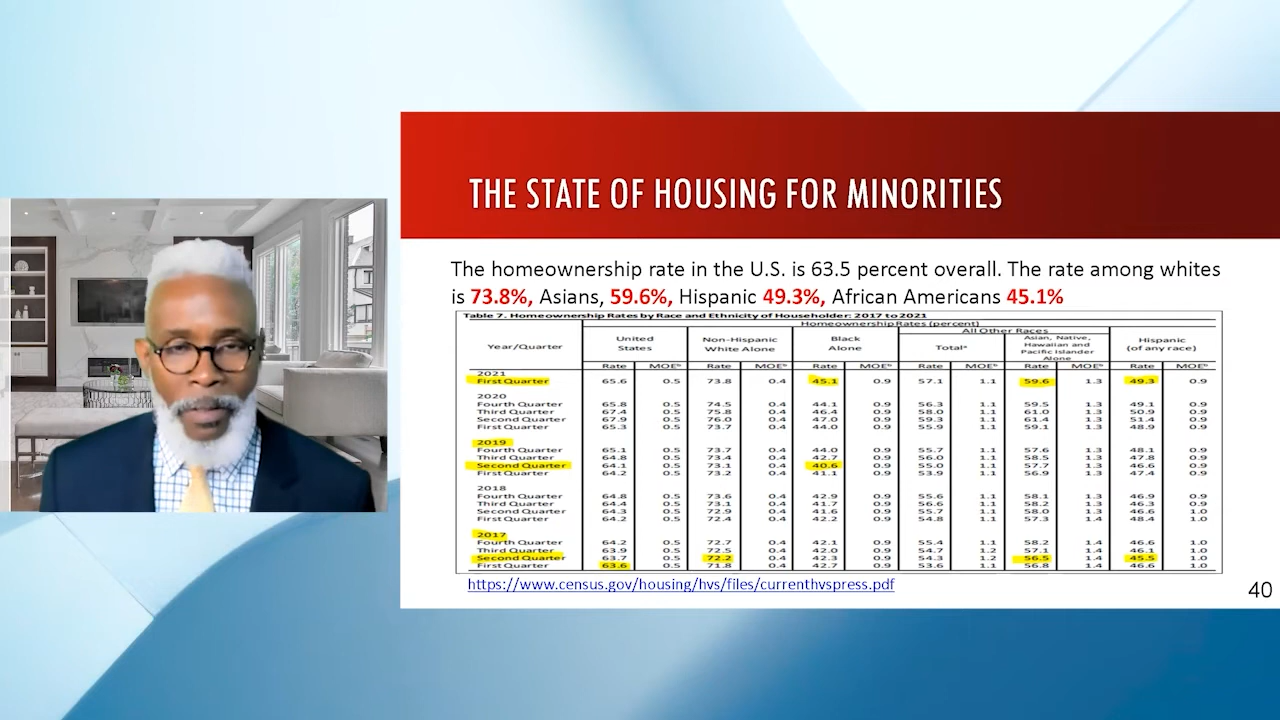 THE STATE OF HOUSING FOR MINORITIES
The homeownership rate in the U.S. is 63.5 percent overall. The rate among whites
is 73.8%, Asians, 59.6%, Hispanic 49.3%, African Americans 45.1%
Table 7. Homeownership Rates by Race and Ethnicity of Householder: 2017 to 2021
Homeownership Rates (percent)
All Other Races
Year/Quarter United States Non-Hispanic White Alone Black Alone Totalᵃ Asian, Native, Hawaiian and Pacific Islander Alone Hispanic (of any race)
Rate MOEᵇ Rate MOEᵇ Rate MOEᵇ Rate MOEᵇ Rate MOEᵇ Rate MOEᵇ
2021
First Quarter 65.6 0.5 73.8 0.4 45.1 0.9 57.1 1.1 59.6 1.3 49.3 0.9
2020
Fourth Quarter 65.8 0.5 74.5 0.4 44.1 0.9 56.3 1.1 59.5 1.3 49.1 0.9
Third Quarter 67.4 0.5 75.8 0.4 46.4 0.9 58.0 1.1 61.0 1.3 50.9 0.9
Second Quarter 67.9 0.5 76.0 0.4 47.0 0.9 59.3 1.1 61.4 1.3 51.4 0.9
First Quarter 65.3 0.5 73.7 0.4 44.0 0.9 55.9 1.1 59.1 1.3 48.9 0.9
2019
Fourth Quarter 65.1 0.5 73.7 0.4 44.0 0.9 55.7 1.1 57.6 1.3 48.1 0.9
Third Quarter 64.8 0.5 73.4 0.4 42.7 0.9 55.7 1.1 58.5 1.3 47.8 0.9
Second Quarter 64.1 0.5 73.1 0.4 40.6 0.9 55.0 1.1 57.7 1.3 46.6 0.9
First Quarter 64.2 0.5 73.2 0.4 41.1 0.9 53.9 1.1 56.9 1.3 47.4 0.9
2018
Fourth Quarter 64.8 0.5 73.6 0.4 42.9 0.9 55.6 1.1 58.1 1.3 46.9 0.9
Third Quarter 64.4 0.5 73.1 0.4 41.7 0.9 56.6 1.1 58.2 1.3 46.3 0.9
Second Quarter 64.3 0.5 72.9 0.4 41.6 0.9 55.7 1.1 58.0 1.3 46.6 1.0
First Quarter 64.2 0.5 72.4 0.4 42.2 0.9 54.8 1.1 57.3 1.4 48.4 1.0
2017
Fourth Quarter 64.2 0.5 72.7 0.4 42.1 0.9 55.4 1.1 58.2 1.4 46.6 1.0
Third Quarter 63.9 0.5 72.5 0.4 42.0 0.9 54.7 1.2 57.1 1.4 46.1 1.0
Second Quarter 63.7 0.5 72.2 0.4 42.3 0.9 54.3 1.2 56.5 1.4 45.5 1.0
First Quarter 63.6 0.5 71.8 0.4 42.7 0.9 53.6 1.1 56.8 1.4 46.6 1.0
https://www.census.gov/housing/hvs/files/currenthvspress.pdf
40